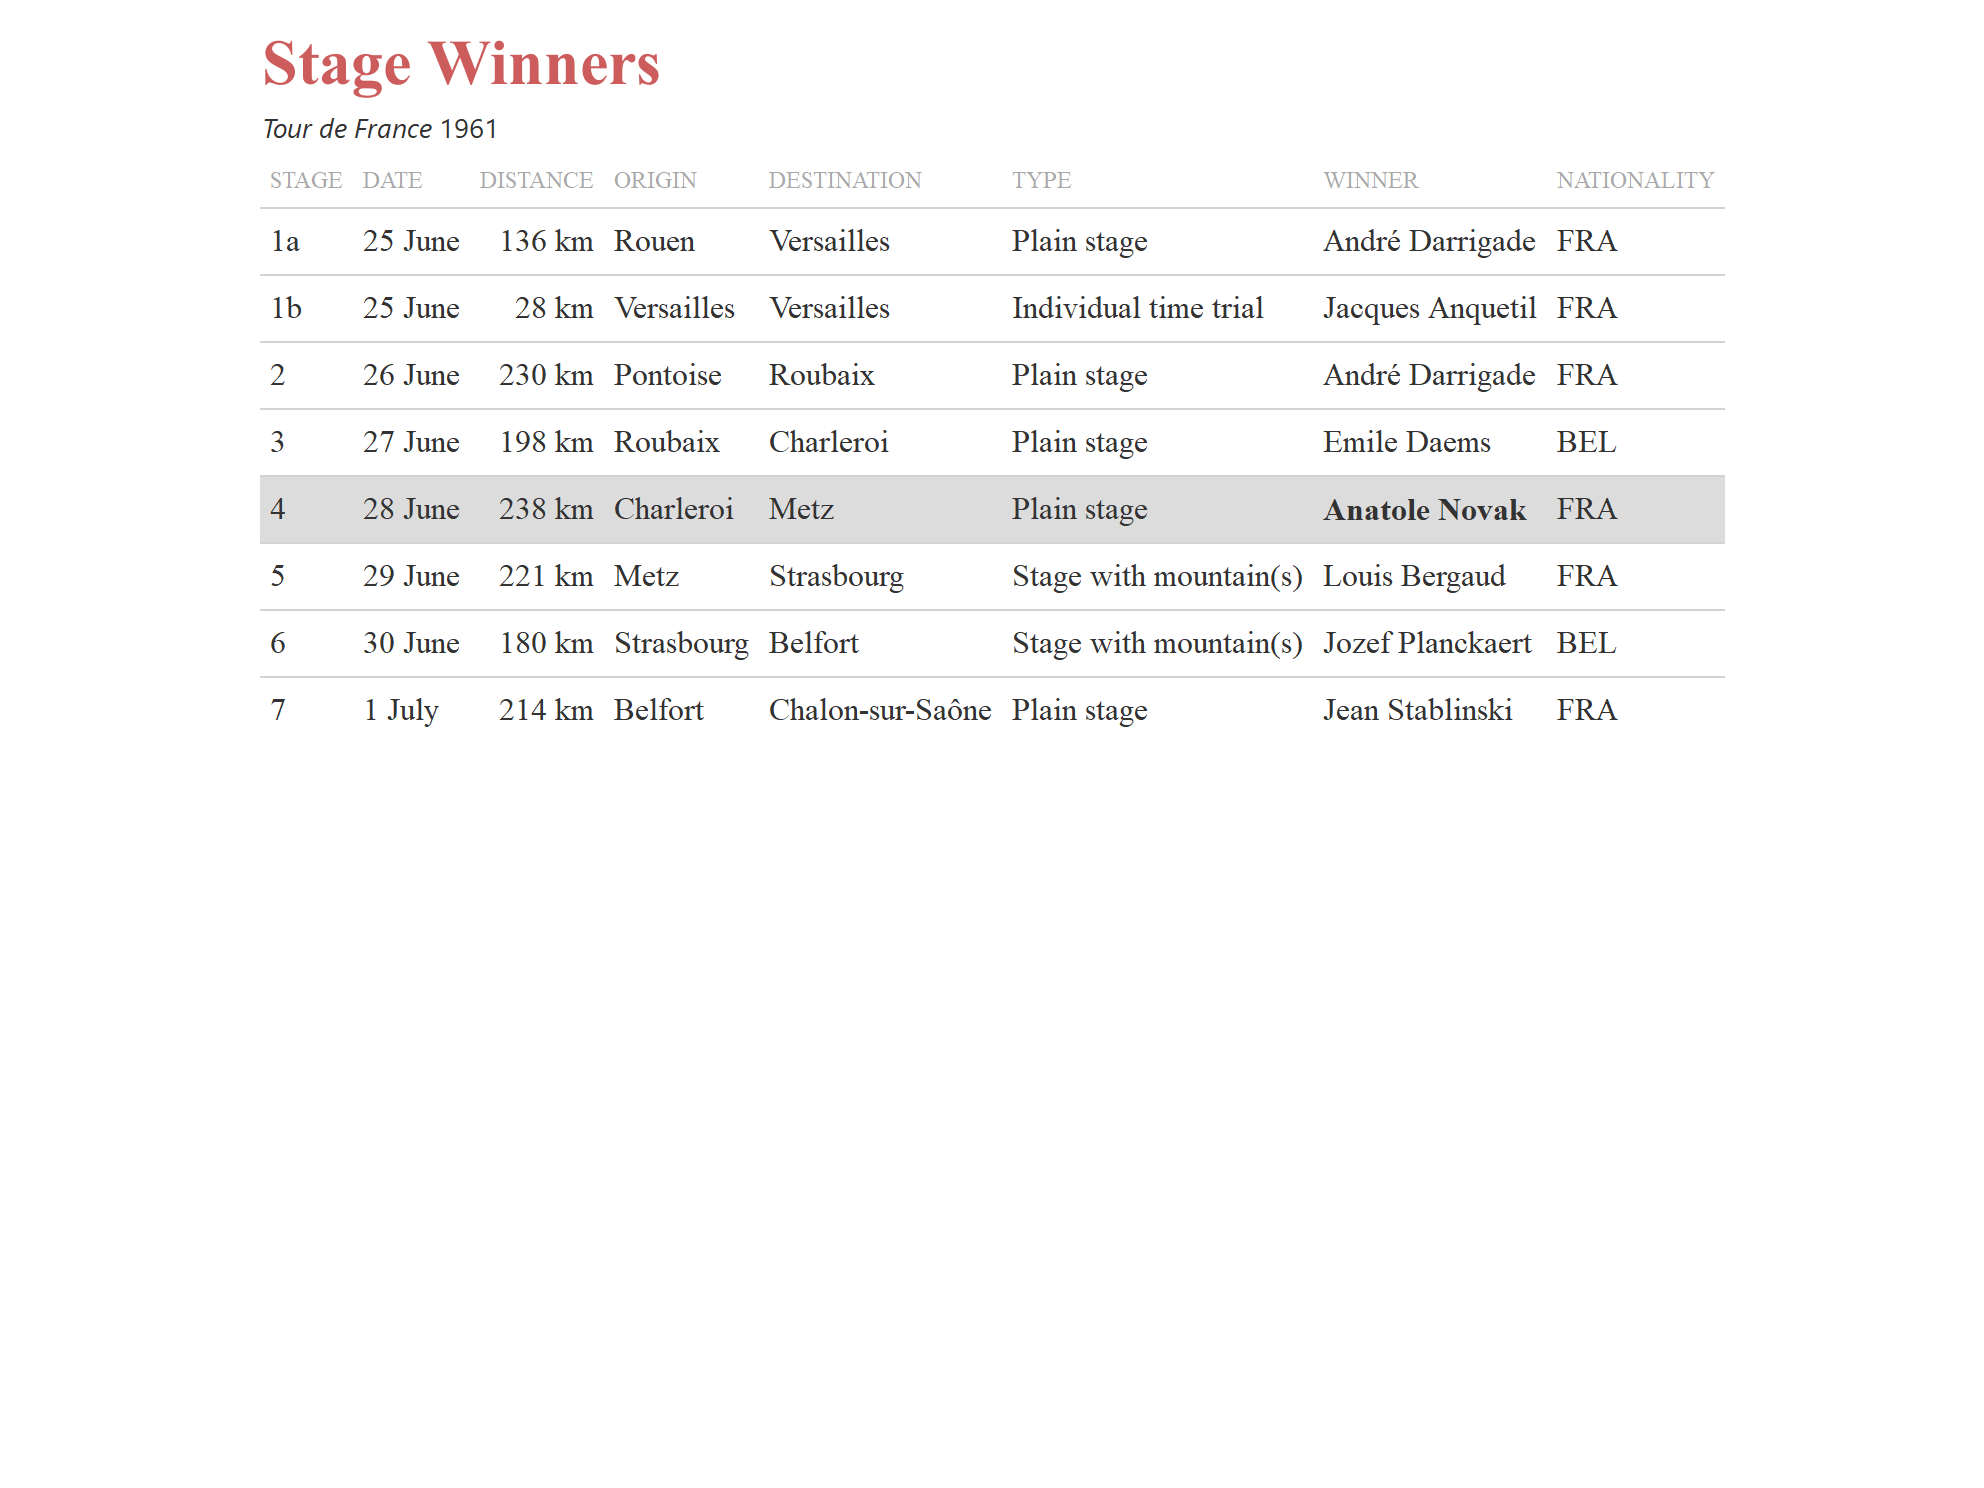 Stage Winners
Tour de France 1961
STAGE DATE DISTANCE ORIGIN DESTINATION TYPE WINNER NATIONALITY
1a 25 June 136 km Rouen Versailles Plain stage André Darrigade FRA
1b 25 June 28 km Versailles Versailles Individual time trial Jacques Anquetil FRA
2 26 June 230 km Pontoise Roubaix Plain stage André Darrigade FRA
3 27 June 198 km Roubaix Charleroi Plain stage Emile Daems BEL
4 28 June 238 km Charleroi Metz Plain stage Anatole Novak FRA
5 29 June 221 km Metz Strasbourg Stage with mountain(s) Louis Bergaud FRA
6 30 June 180 km Strasbourg Belfort Stage with mountain(s) Jozef Planckaert BEL
7 1 July 214 km Belfort Chalon-sur-Saône Plain stage Jean Stablinski FRA